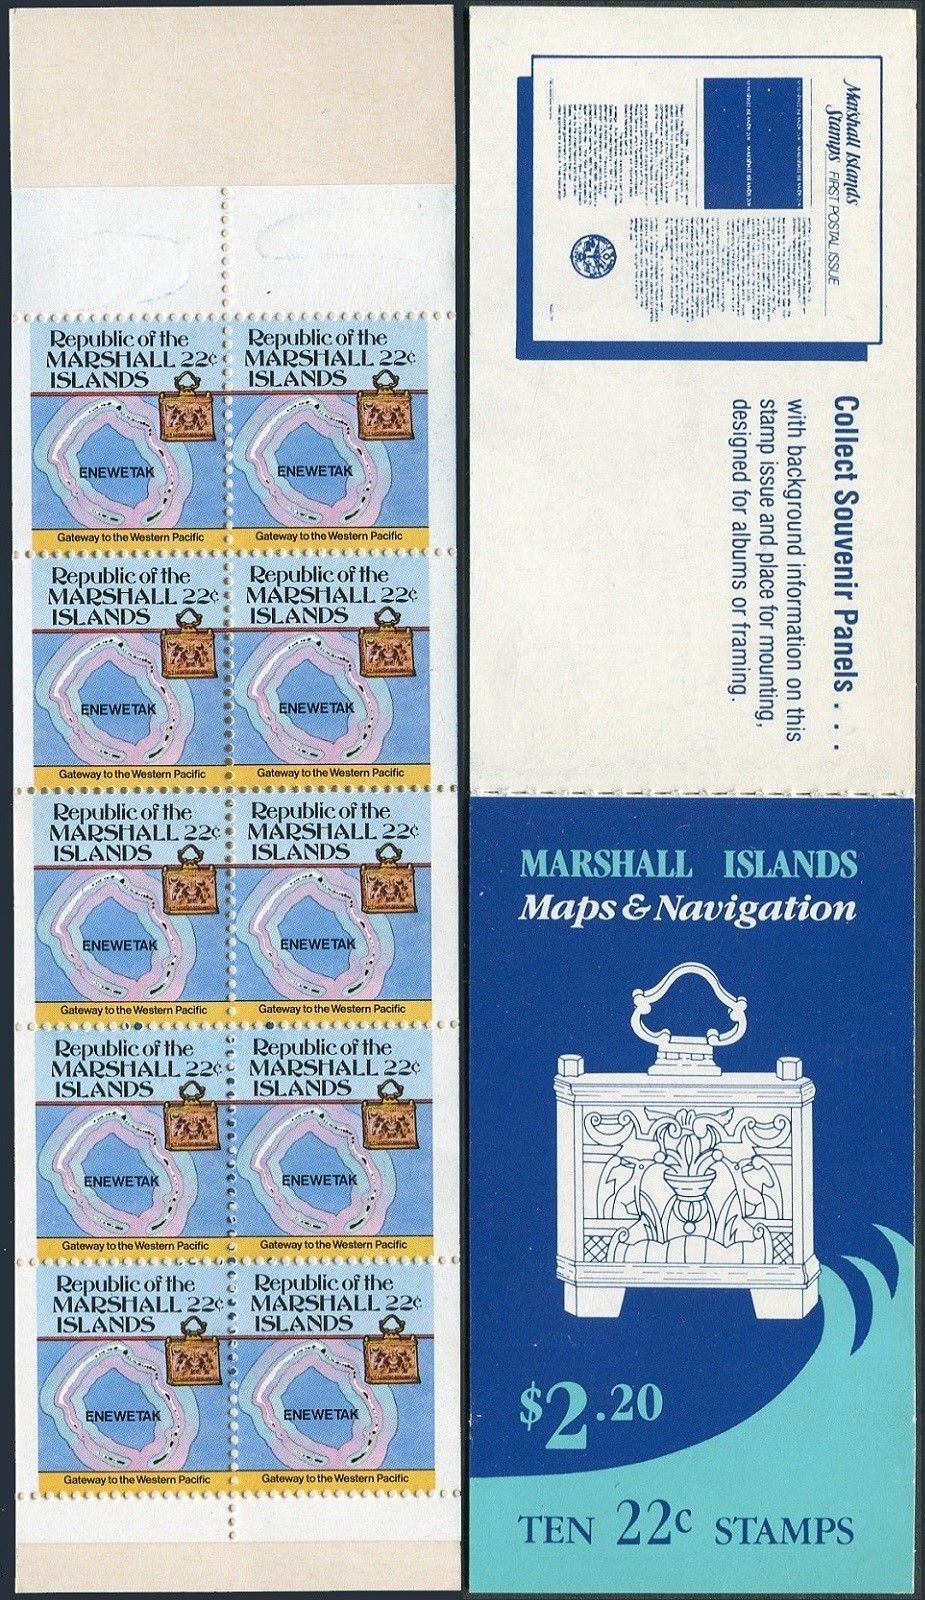 Republic of the
MARSHALL 22¢
ISLANDS
ENEWETAK
Gateway to the Western Pacific
Republic of the
MARSHALL 22¢
ISLANDS
ENEWETAK
Gateway to the Western Pacific
Republic of the
MARSHALL 22¢
ISLANDS
ENEWETAK
Gateway to the Western Pacific
Republic of the
MARSHALL 22¢
ISLANDS
ENEWETAK
Gateway to the Western Pacific
Republic of the
MARSHALL 22¢
ISLANDS
ENEWETAK
Gateway to the Western Pacific
Republic of the
MARSHALL 22¢
ISLANDS
ENEWETAK
Gateway to the Western Pacific
Republic of the
MARSHALL 22¢
ISLANDS
ENEWETAK
Gateway to the Western Pacific
Republic of the
MARSHALL 22¢
ISLANDS
ENEWETAK
Gateway to the Western Pacific
Republic of the
MARSHALL 22¢
ISLANDS
ENEWETAK
Gateway to the Western Pacific
Republic of the
MARSHALL 22¢
ISLANDS
ENEWETAK
Gateway to the Western Pacific
Marshall Islands
Stamps FIRST POSTAL ISSUE
Collect Souvenir Panels . . .
with background information on this
stamp issue and place for mounting,
designed for albums or framing.
MARSHALL ISLANDS
Maps & Navigation
$2.20
TEN 22c STAMPS